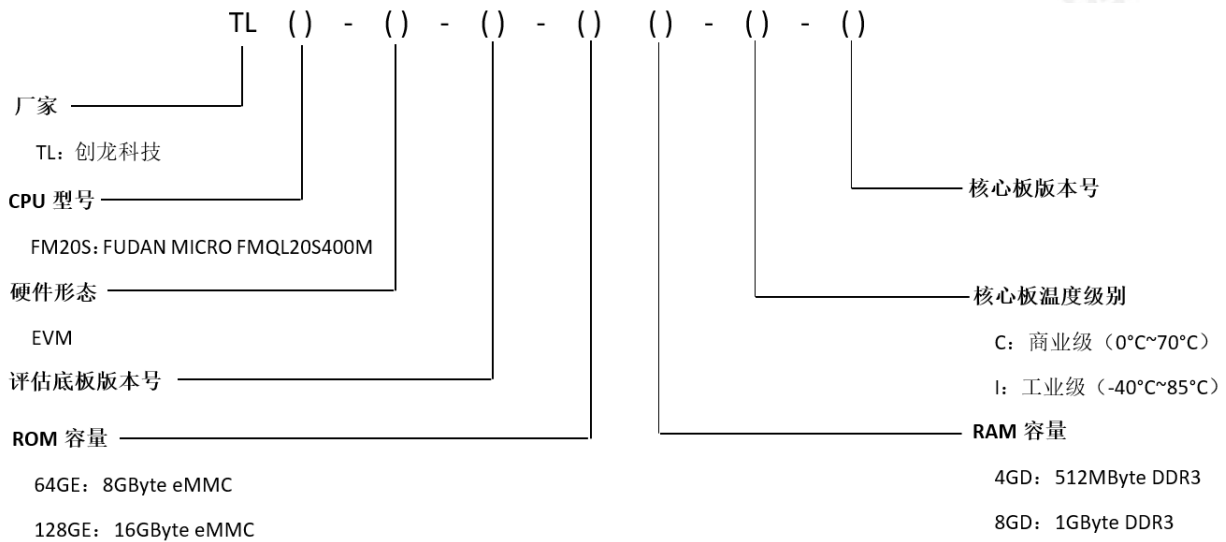 TL () - () - () - () () - () - ()
厂家
TL：创龙科技
CPU 型号
FM20S：FUDAN MICRO FMQL20S400M
硬件形态
EVM
评估底板版本号
ROM 容量
64GE：8GByte eMMC
128GE：16GByte eMMC
核心板版本号
核心板温度级别
C：商业级（0°C~70°C）
I：工业级（-40°C~85°C）
RAM 容量
4GD：512MByte DDR3
8GD：1GByte DDR3